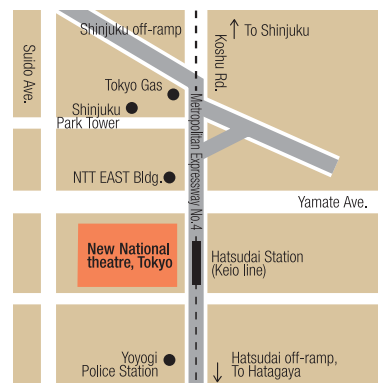 Shinjuku off-ramp
Koshu Rd.
To Shinjuku
Suido Ave.
Tokyo Gas
Shinjuku
Park Tower
Metropolitan Expressway No.4
NTT EAST Bldg.
Yamate Ave.
New National
theatre, Tokyo
Hatsudai Station
(Keio line)
Yoyogi
Police Station
Hatsudai off-ramp,
To Hatagaya